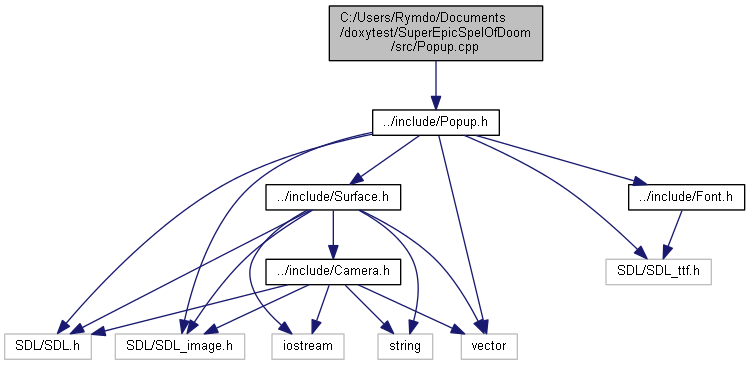 C:/Users/Rymdo/Documents
/doxytest/SuperEpicSpelOfDoom
/src/Popup.cpp
../include/Popup.h
../include/Surface.h
../include/Font.h
../include/Camera.h
SDL/SDL_ttf.h
SDL/SDL.h
SDL/SDL_image.h
iostream
string
vector